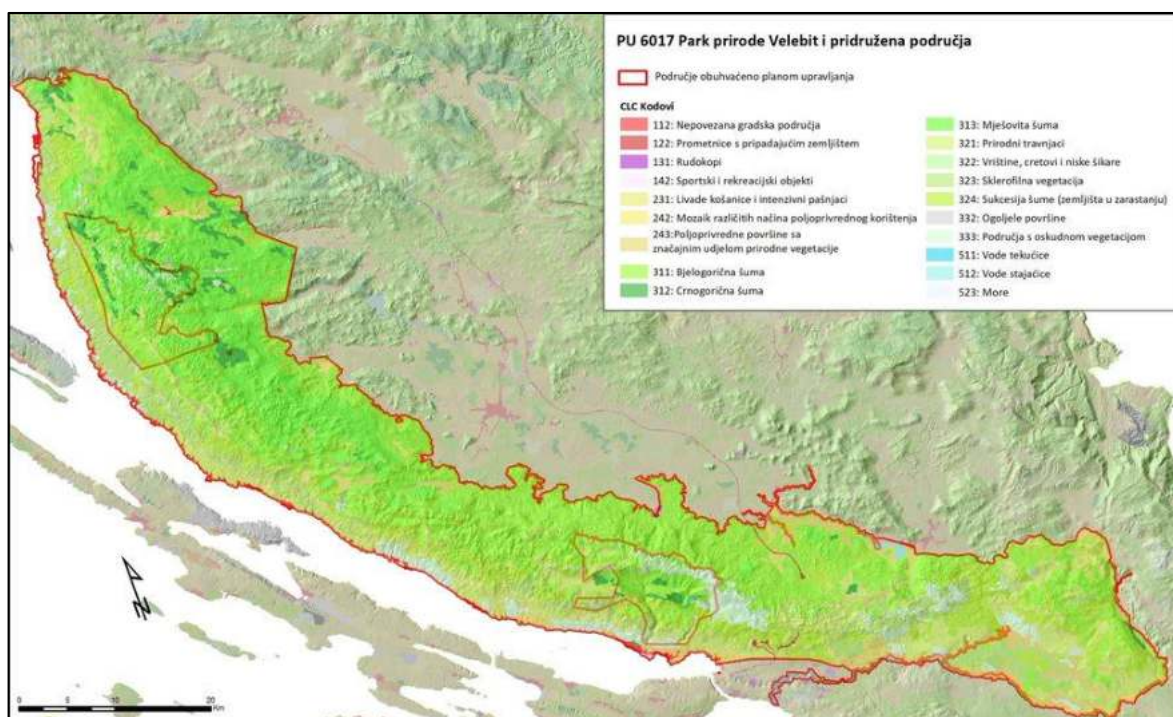 PU 6017 Park prirode Velebit i pridružena područja
Područje obuhvaćeno planom upravljanja
CLC Kodovi
112: Nepovezana gradska područja
122: Prometnice s pripadajućim zemljištem
131: Rudokopi
142: Sportski i rekreacijski objekti
231: Livade košanice i intenzivni pašnjaci
242: Mozaik različitih načina poljoprivrednog korištenja
243:Poljoprivredne površine sa
značajnim udjelom prirodne vegetacije
311: Bjelogorična šuma
312: Crnogorična šuma
313: Mješovita šuma
321: Prirodni travnjaci
322: Vrištine, cretovi i niske šikare
323: Sklerofilna vegetacija
324: Sukcesija šume (zemljišta u zarastanju)
332: Ogoljele površine
333: Područja s oskudnom vegetacijom
511: Vode tekućice
512: Vode stajaćice
523: More
N
0 5 10 20
Km